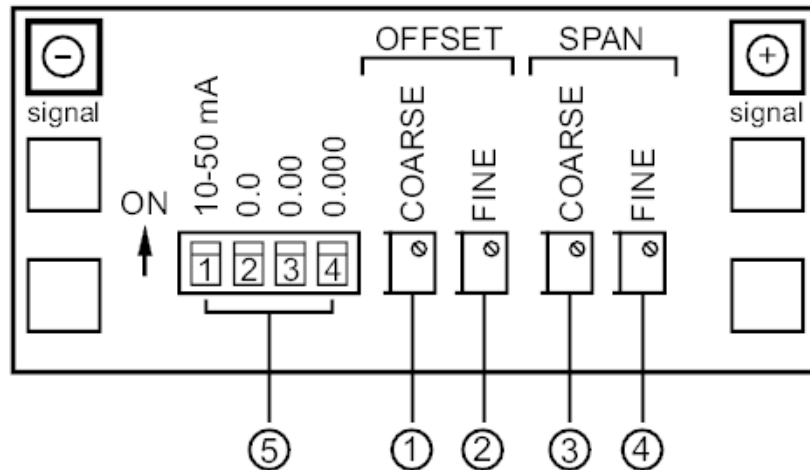 OFFSET SPAN
− +
signal signal
10-50 mA
0.0
0.00
0.000
COARSE
FINE
COARSE
FINE
ON
1 2 3 4
5 1 2 3 4